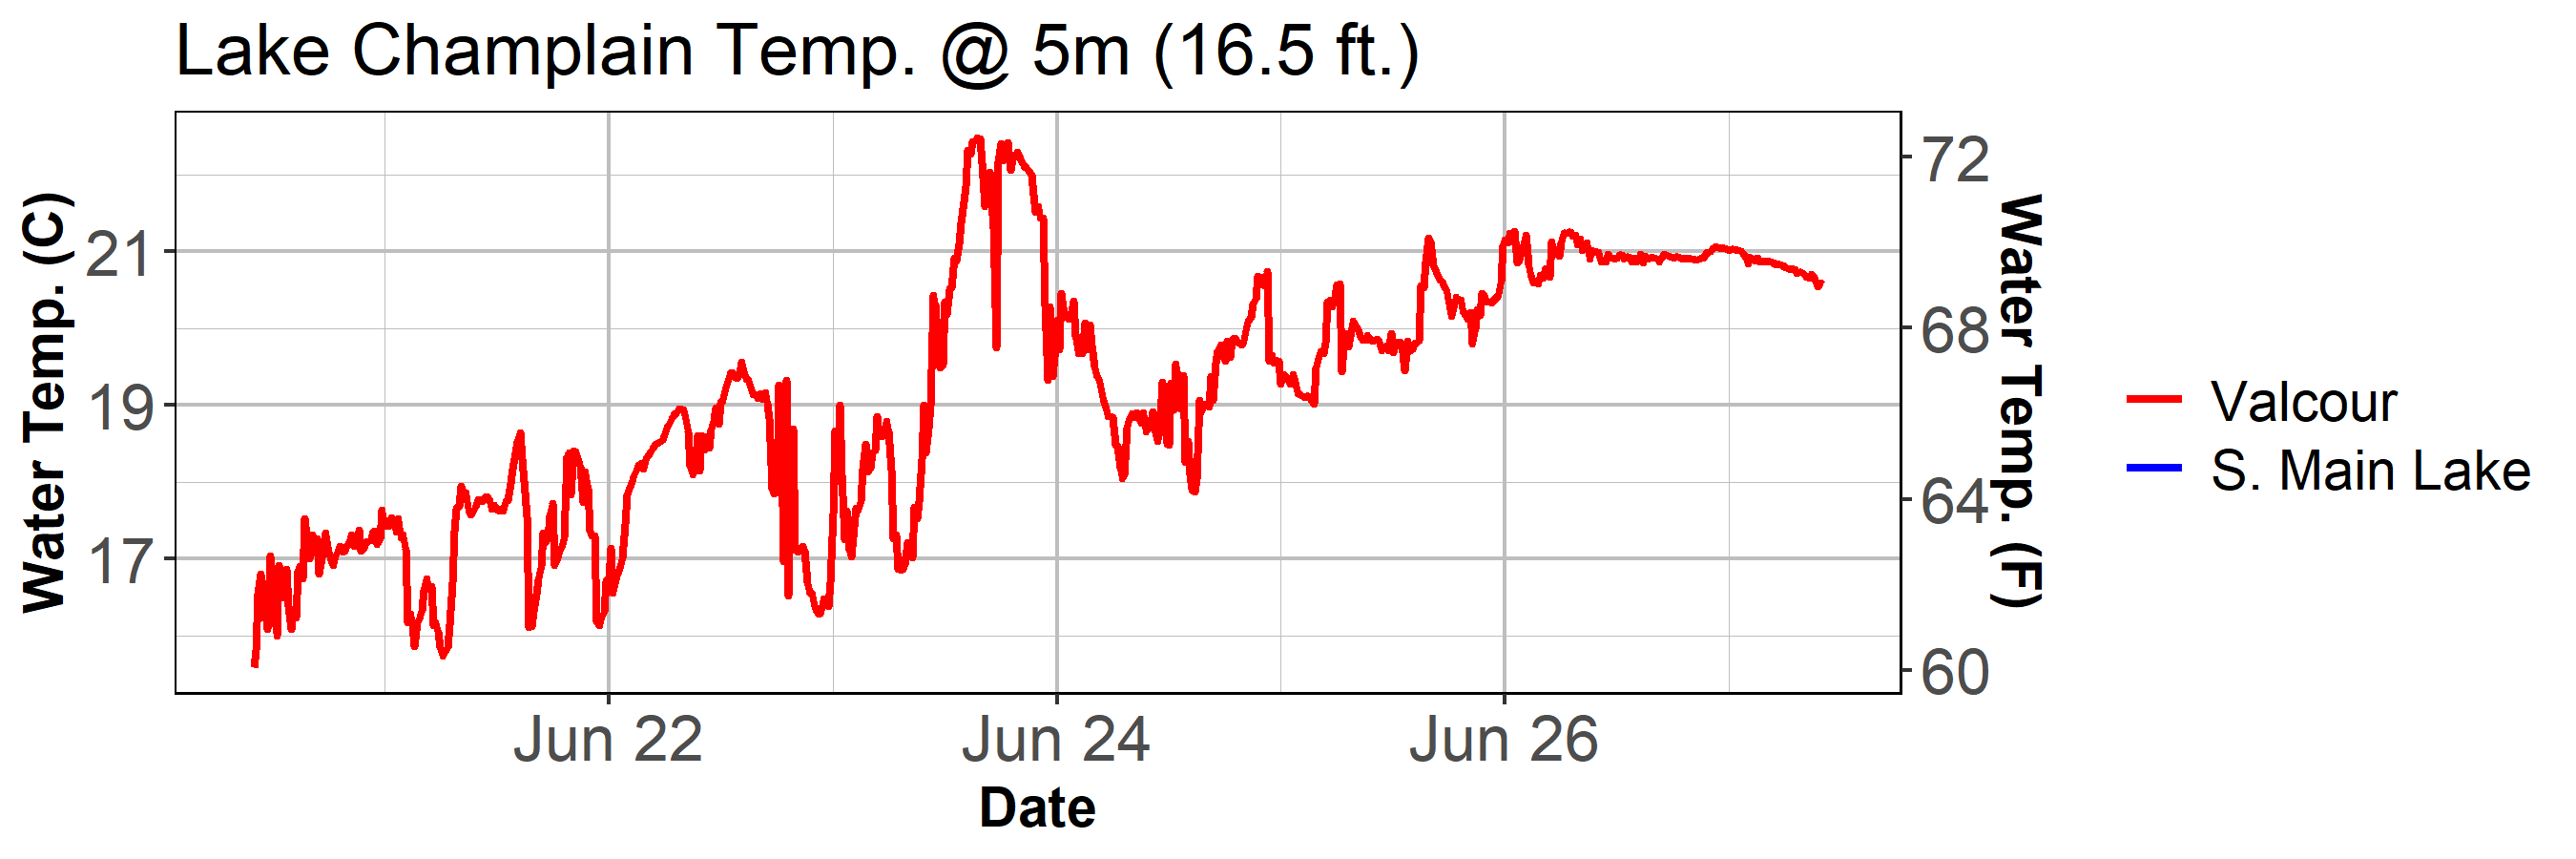 Lake Champlain Temp. @ 5m (16.5 ft.)
Water Temp. (C)
21
19
17
72
68
64
60
Water Temp. (F)
Jun 22
Jun 24
Jun 26
Date
Valcour
S. Main Lake